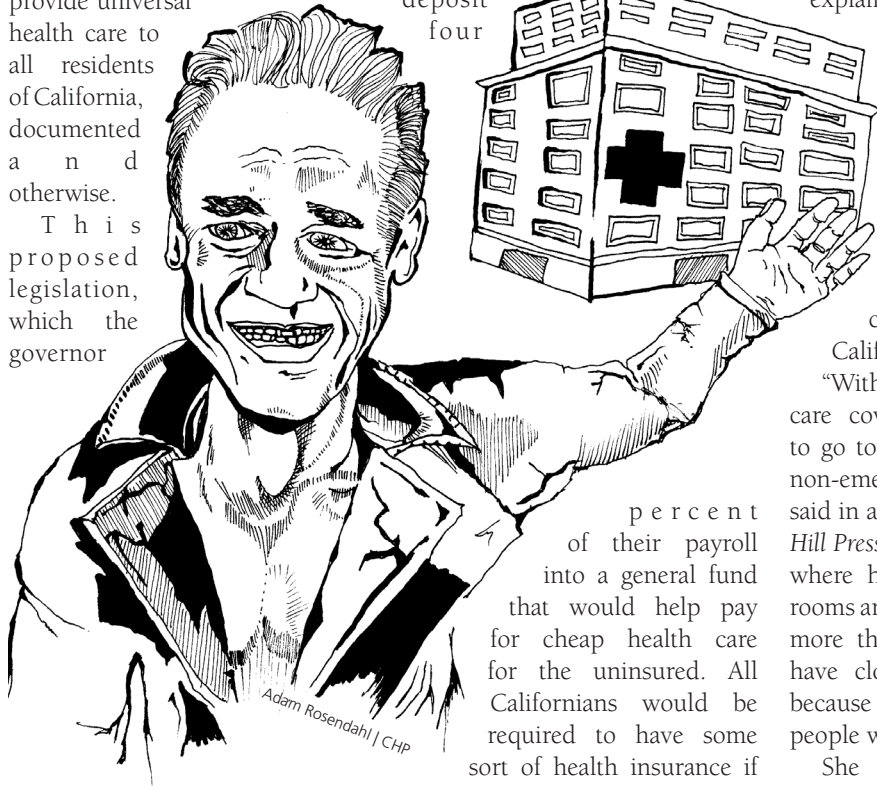 provide universal
health care to
all residents
of California,
documented
a n d
otherwise.
T h i s
proposed
legislation,
which the
governor
deposit
four
percent
of their payroll
into a general fund
that would help pay
for cheap health care
for the uninsured. All
Californians would be
required to have some
sort of health insurance if
Adam Rosendahl | CHP
explan
c
Calif
“With
care cov
to go to
non-eme
said in a
Hill Press
where h
rooms ar
more th
have clo
because
people w
She